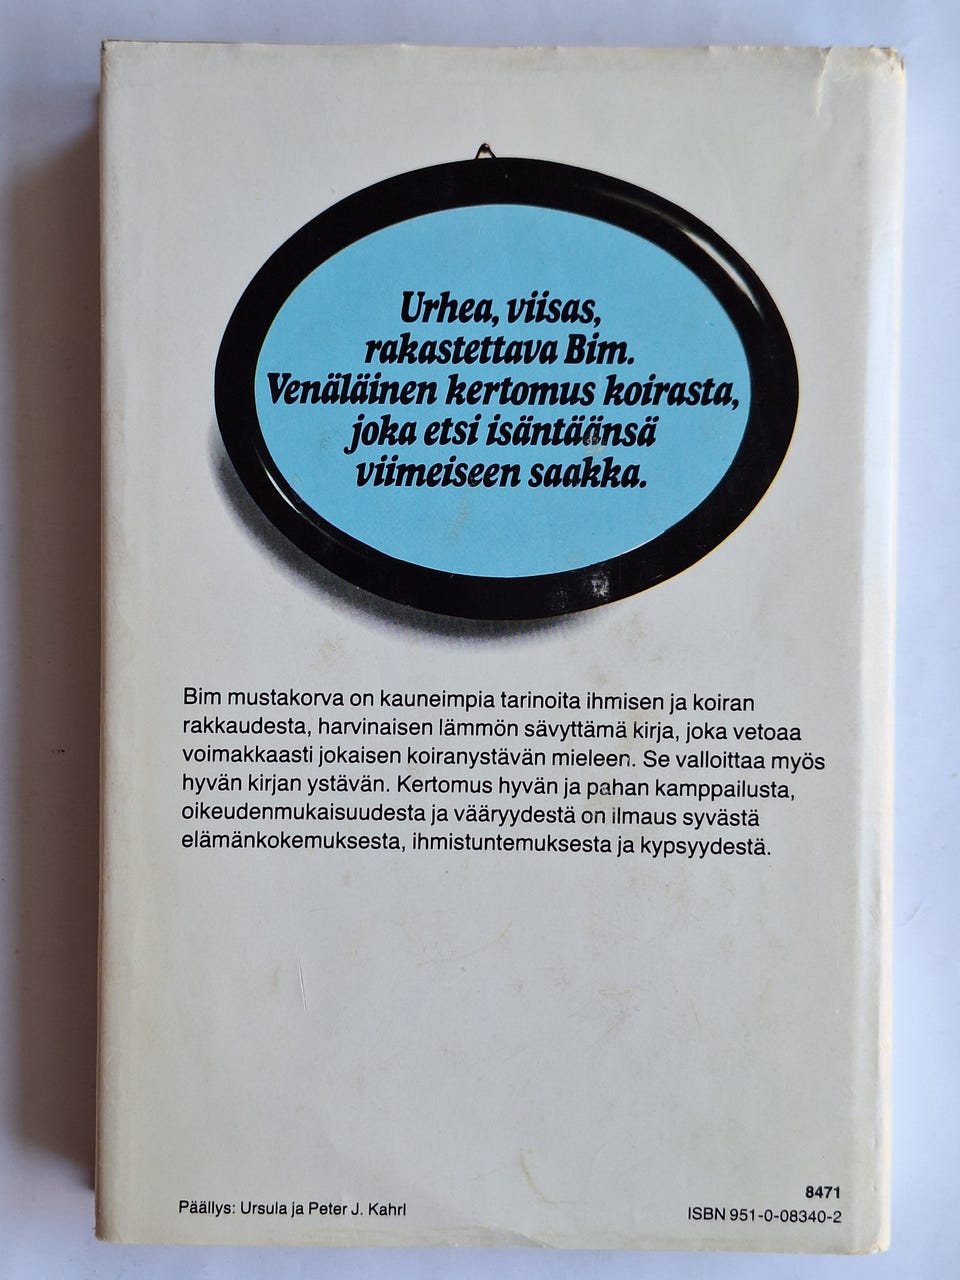 Urhea, viisas,
rakastettava Bim.
Venäläinen kertomus koirasta,
joka etsi isäntäänsä
viimeiseen saakka.
Bim mustakorva on kauneimpia tarinoita ihmisen ja koiran
rakkaudesta, harvinaisen lämmön sävyttämä kirja, joka vetoaa
voimakkaasti jokaisen koiranystävän mieleen. Se valloittaa myös
hyvän kirjan ystävän. Kertomus hyvän ja pahan kamppailusta,
oikeudenmukaisuudesta ja vääryydestä on ilmaus syvästä
elämänkokemuksesta, ihmistuntemuksesta ja kypsyydestä.
Päällys: Ursula ja Peter J. Kahrl
8471
ISBN 951-0-08340-2